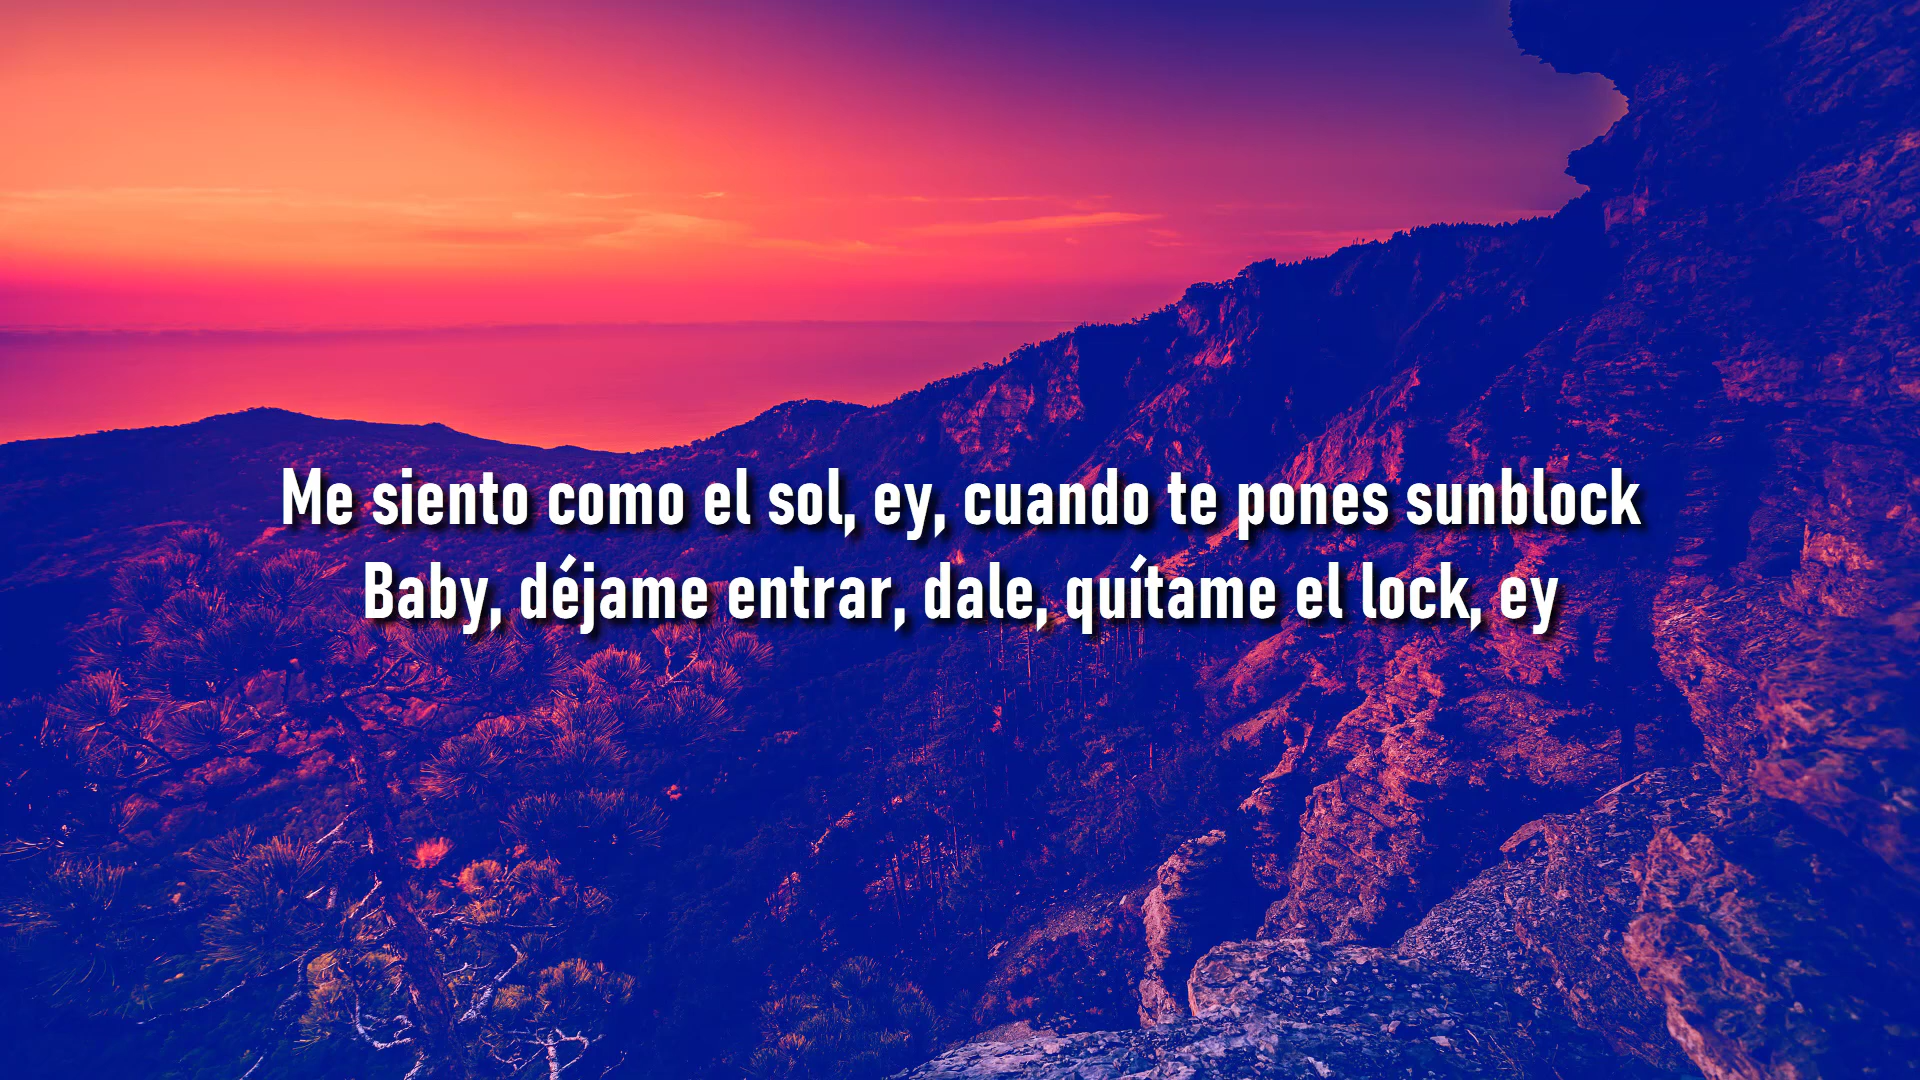 Me siento como el sol, ey, cuando te pones sunblock
Baby, déjame entrar, dale, quítame el lock, ey